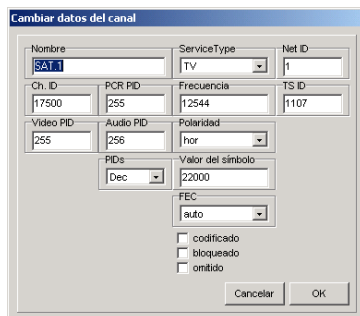 Cambiar datos del canal
Nombre ServiceType Net ID
SAT.1 TV 1
Ch. ID PCR PID Frecuencia TS ID
17500 255 12544 1107
Video PID Audio PID Polaridad
255 256 hor
PIDs Valor del símbolo
Dec 22000
FEC
auto
codificado
bloqueado
omitido
Cancelar OK